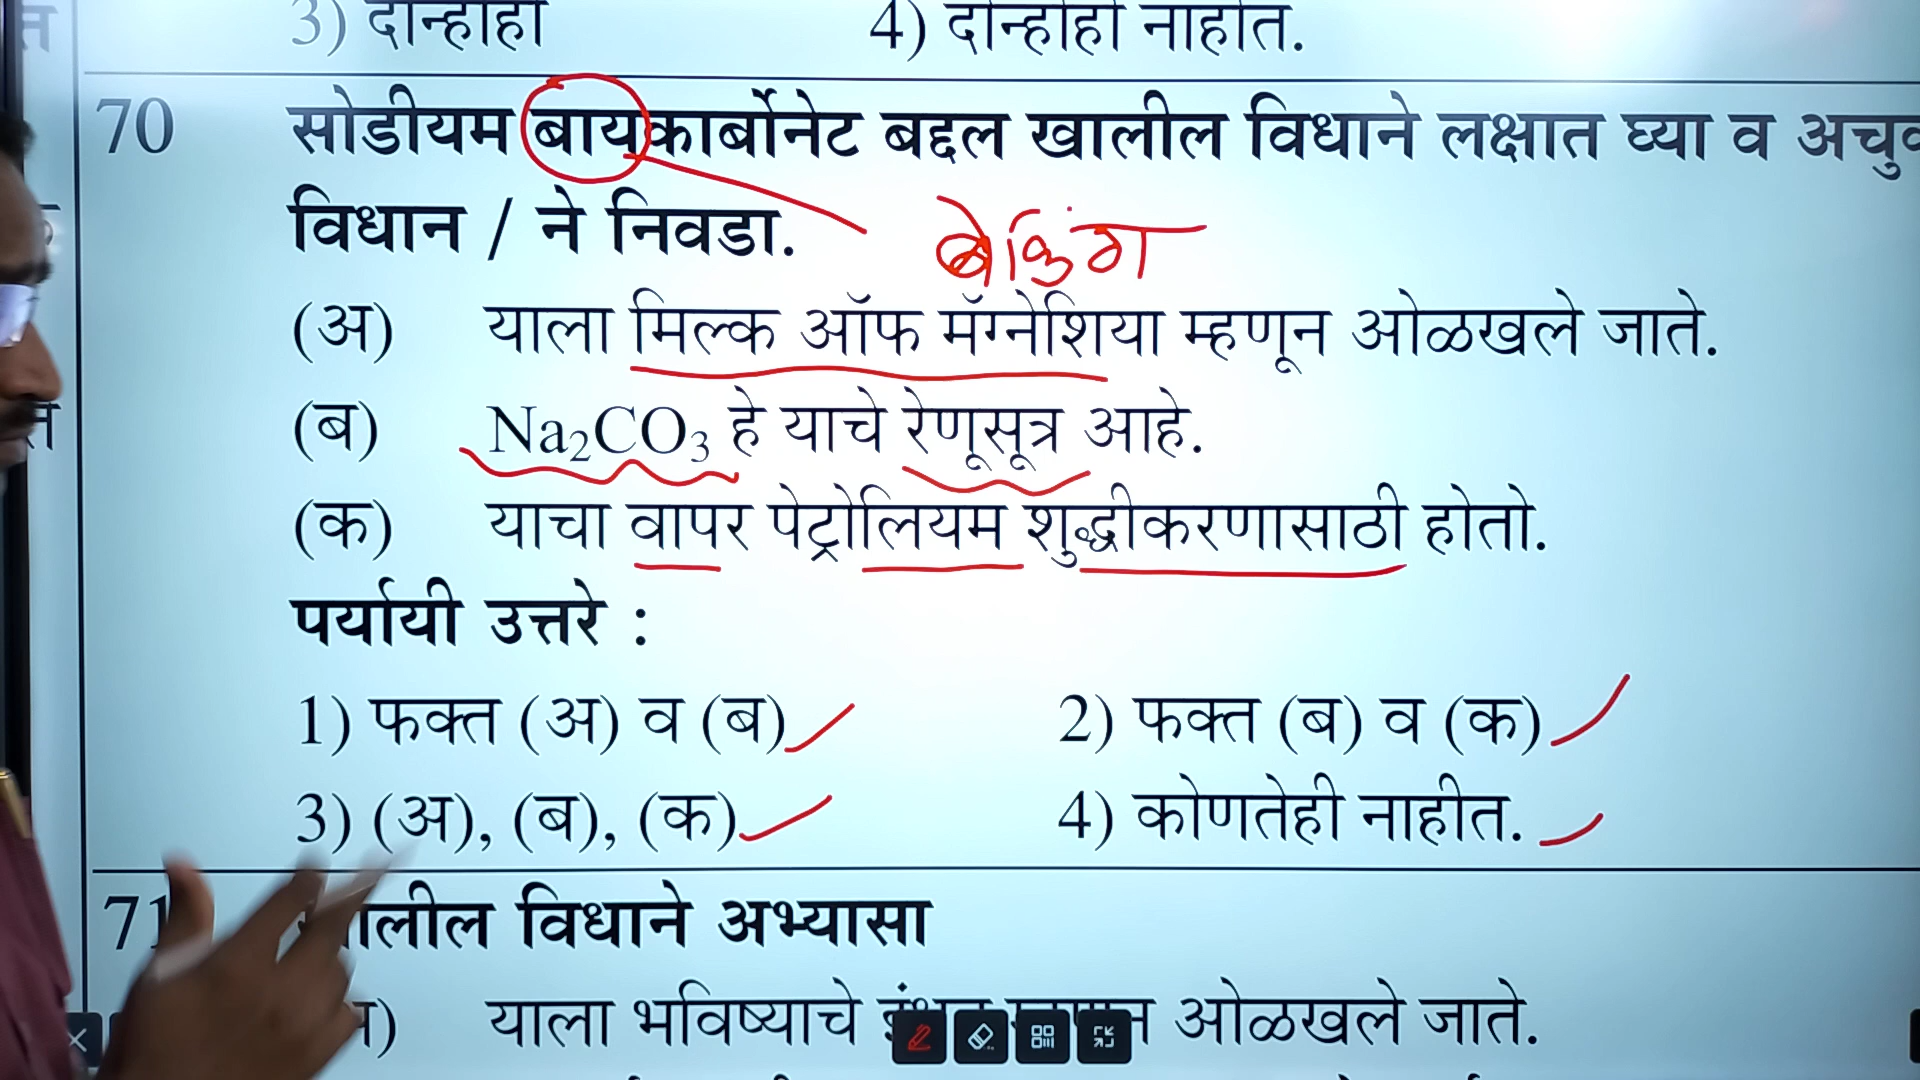 3) दोन्हीही 4) दोन्हीही नाहीत.
70 सोडीयम बायकार्बोनेट बद्दल खालील विधाने लक्षात घ्या व
विधान / ने निवडा.
बेकिंग
(अ) याला मिल्क ऑफ मॅग्नेशिया म्हणून ओळखले जाते.
(ब) Na₂CO₃ हे याचे रेणूसूत्र आहे.
(क) याचा वापर पेट्रोलियम शुद्धीकरणासाठी होतो.
पर्यायी उत्तरे :
1) फक्त (अ) व (ब) 2) फक्त (ब) व (क)
3) (अ), (ब), (क) 4) कोणतेही नाहीत.
71 विधाने अभ्यासा
याला भविष्याचे ओळखले जाते.